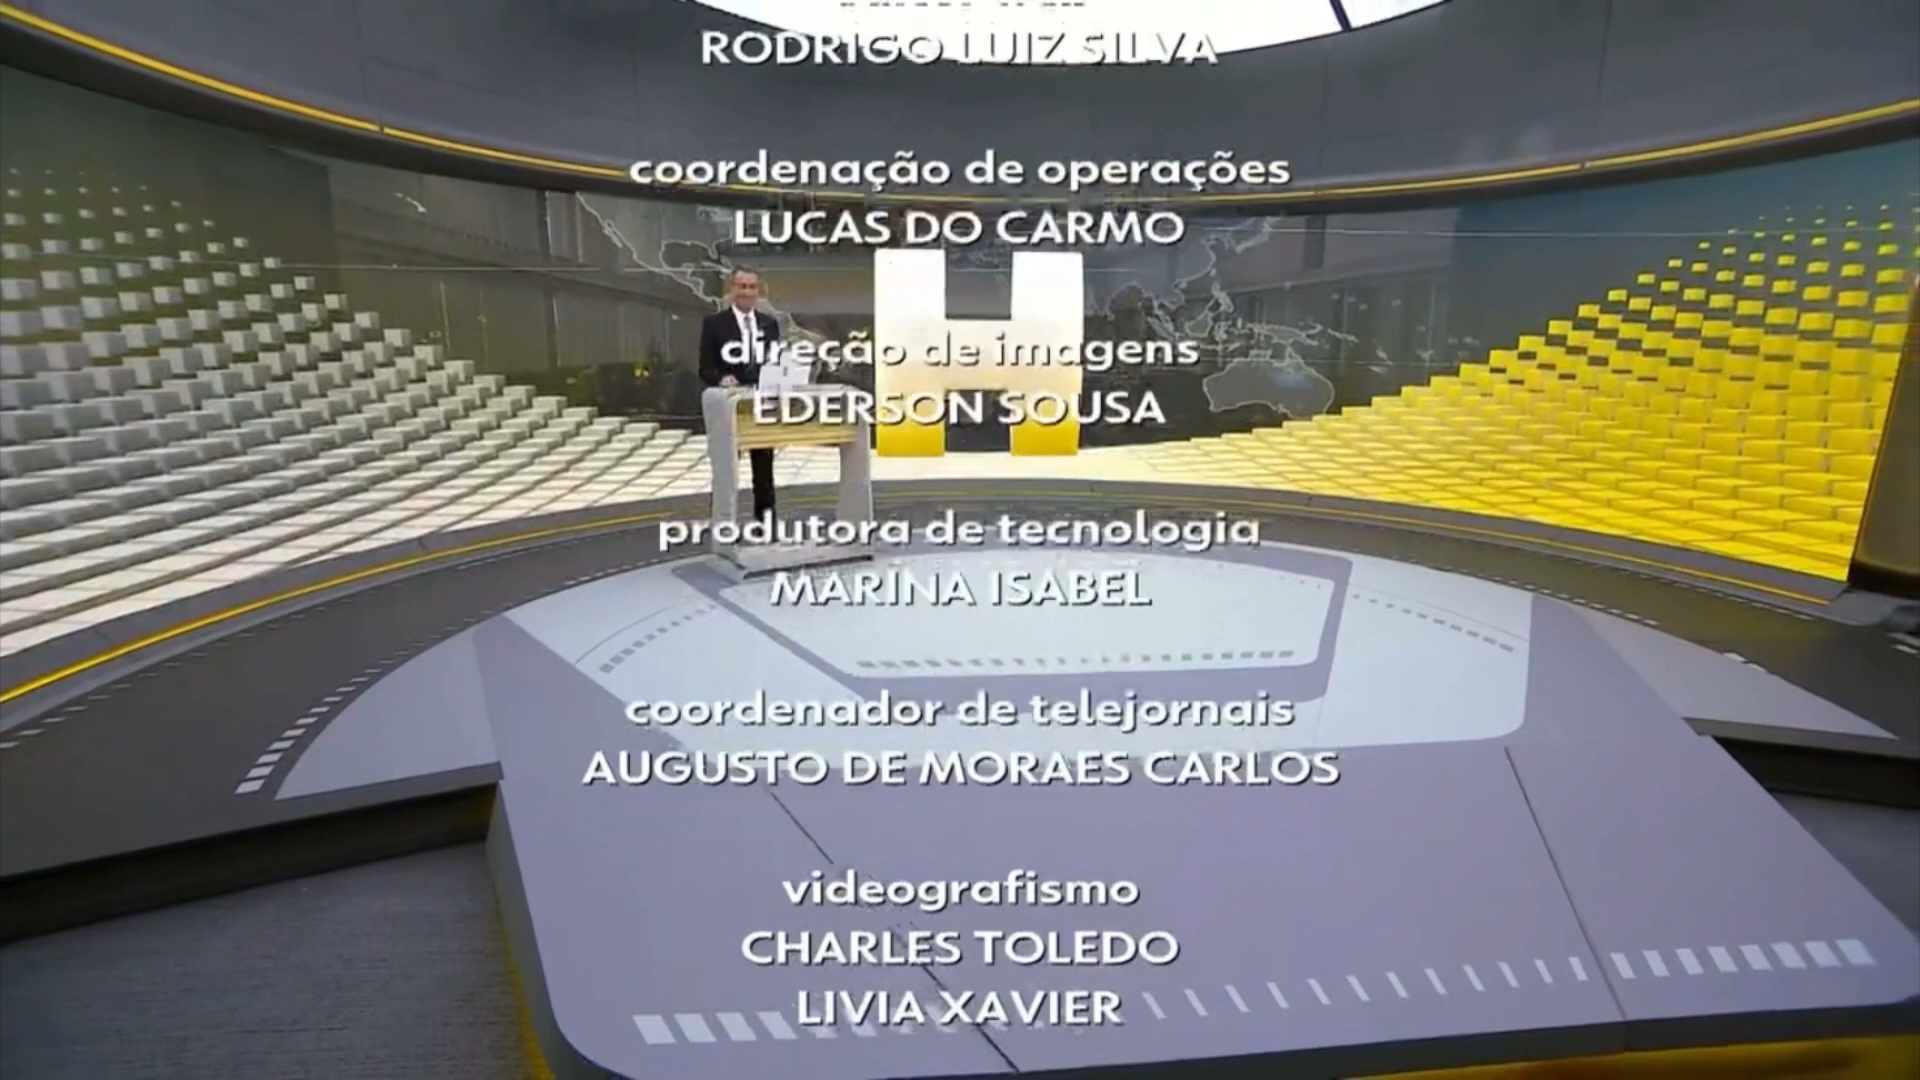 RODRIGO LUIZ SILVA
coordenação de operações
LUCAS DO CARMO
H
direção de imagens
EDERSON SOUSA
produtora de tecnologia
MARINA ISABEL
coordenador de telejornais
AUGUSTO DE MORAES CARLOS
videografismo
CHARLES TOLEDO
LIVIA XAVIER